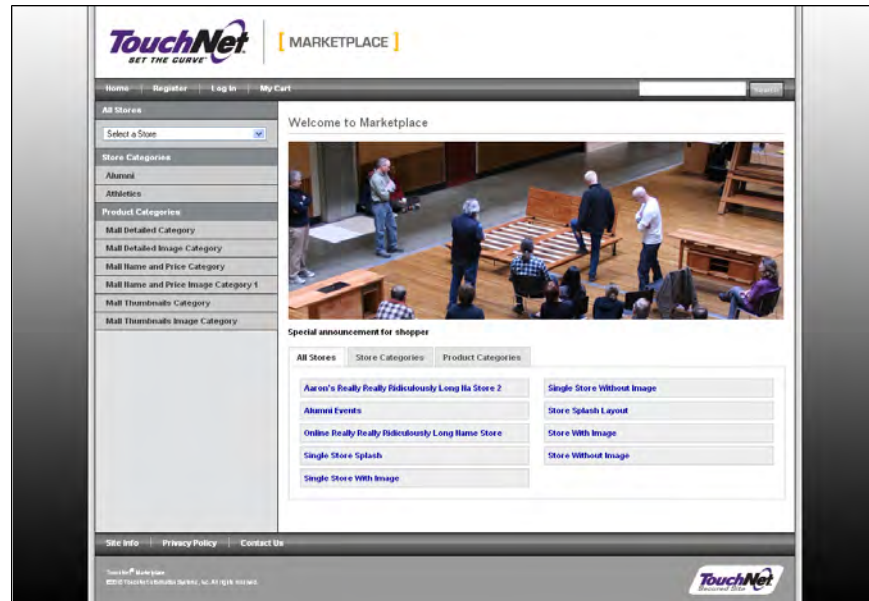 TouchNet
SET THE CURVE
[ MARKETPLACE ]
Home | Register | Log In | My Cart
Search
All Stores
Select a Store
Store Categories
Alumni
Athletics
Product Categories
Mall Detailed Category
Mall Detailed Image Category
Mall Name and Price Category
Mall Name and Price Image Category 1
Mall Thumbnails Category
Mall Thumbnails Image Category
Welcome to Marketplace
Special announcement for shopper
All Stores Store Categories Product Categories
Aaron's Really Really Ridiculously Long Na Store 2
Single Store Without Image
Alumni Events
Store Splash Layout
Online Really Really Ridiculously Long Name Store
Store With Image
Single Store Splash
Store Without Image
Single Store With Image
Site Info | Privacy Policy | Contact Us
TouchNet® Marketplace
TouchNet
Secured Site